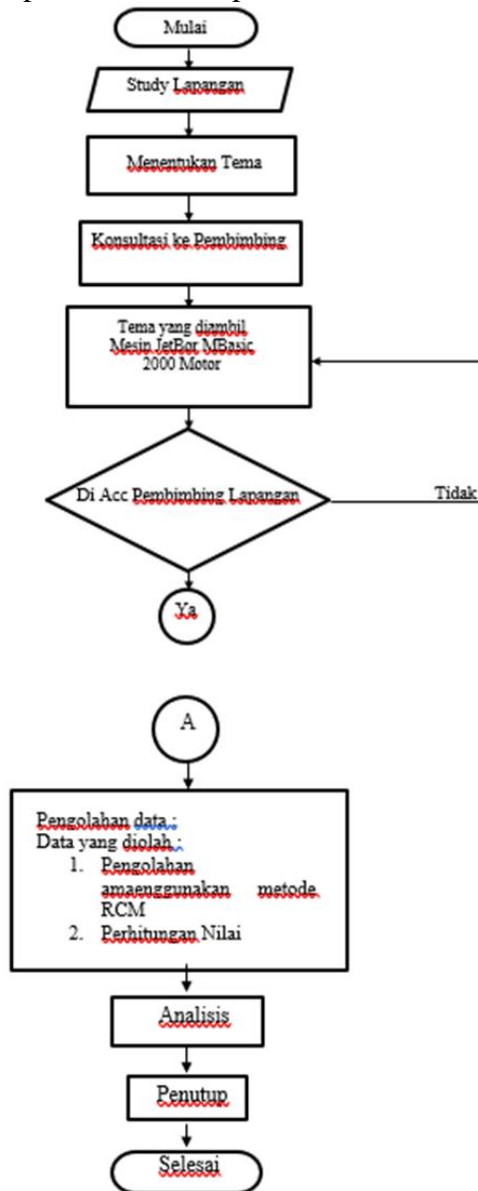 Mulai
Study Lapangan
Menentukan Tema
Konsultasi ke Pembimbing
Tema yang diambil
Mesin JetBor MBasic
2000 Motor
Di Acc Pembimbing Lapangan
Tidak
Ya
A
Pengolahan data :
Data yang diolah :
1. Pengolahan
amaenggunakan metode
RCM
2. Perhitungan Nilai
Analisis
Penutup
Selesai